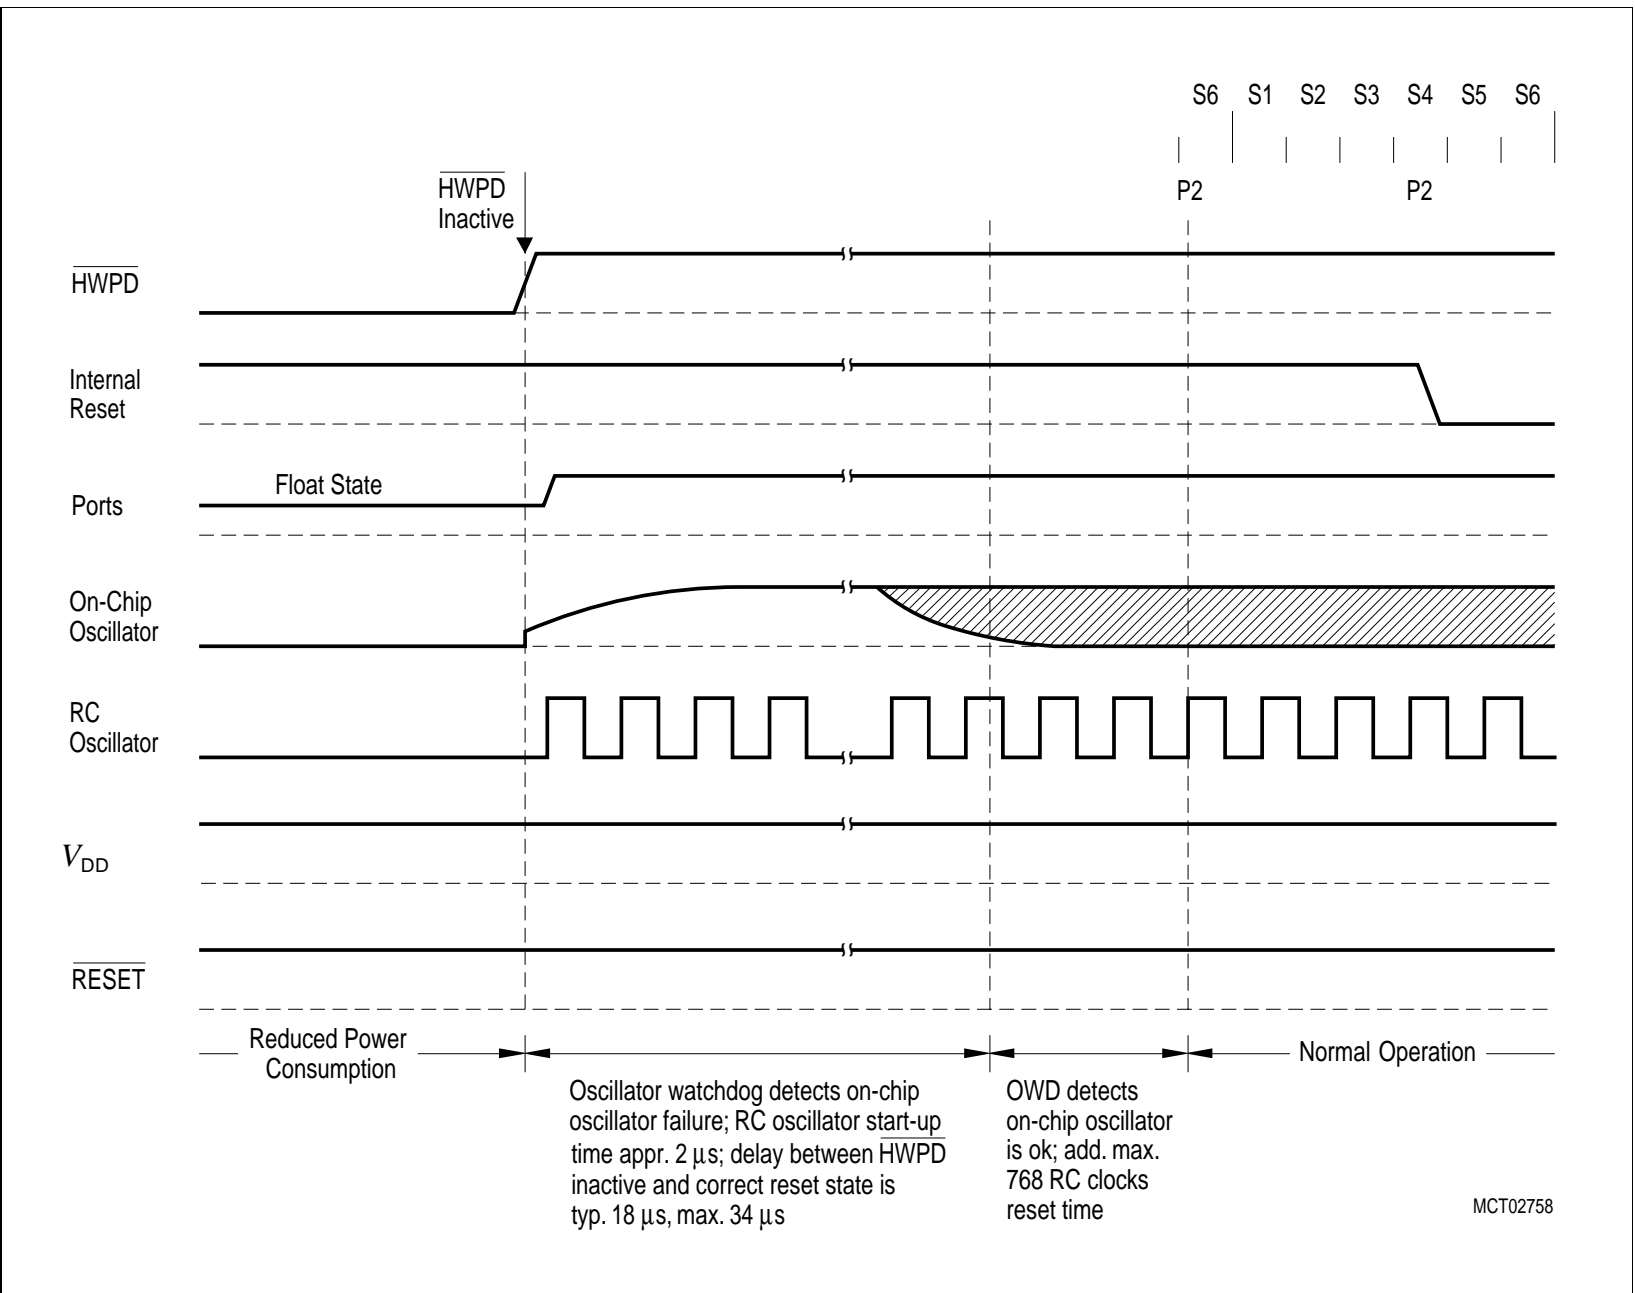 S6 S1 S2 S3 S4 S5 S6
P2 P2
HWPD
Inactive
HWPD
Internal
Reset
Float State
Ports
On-Chip
Oscillator
RC
Oscillator
VDD
RESET
Reduced Power
Consumption
Normal Operation
Oscillator watchdog detects on-chip
oscillator failure; RC oscillator start-up
time appr. 2 μs; delay between HWPD
inactive and correct reset state is
typ. 18 μs, max. 34 μs
OWD detects
on-chip oscillator
is ok; add. max.
768 RC clocks
reset time
MCT02758